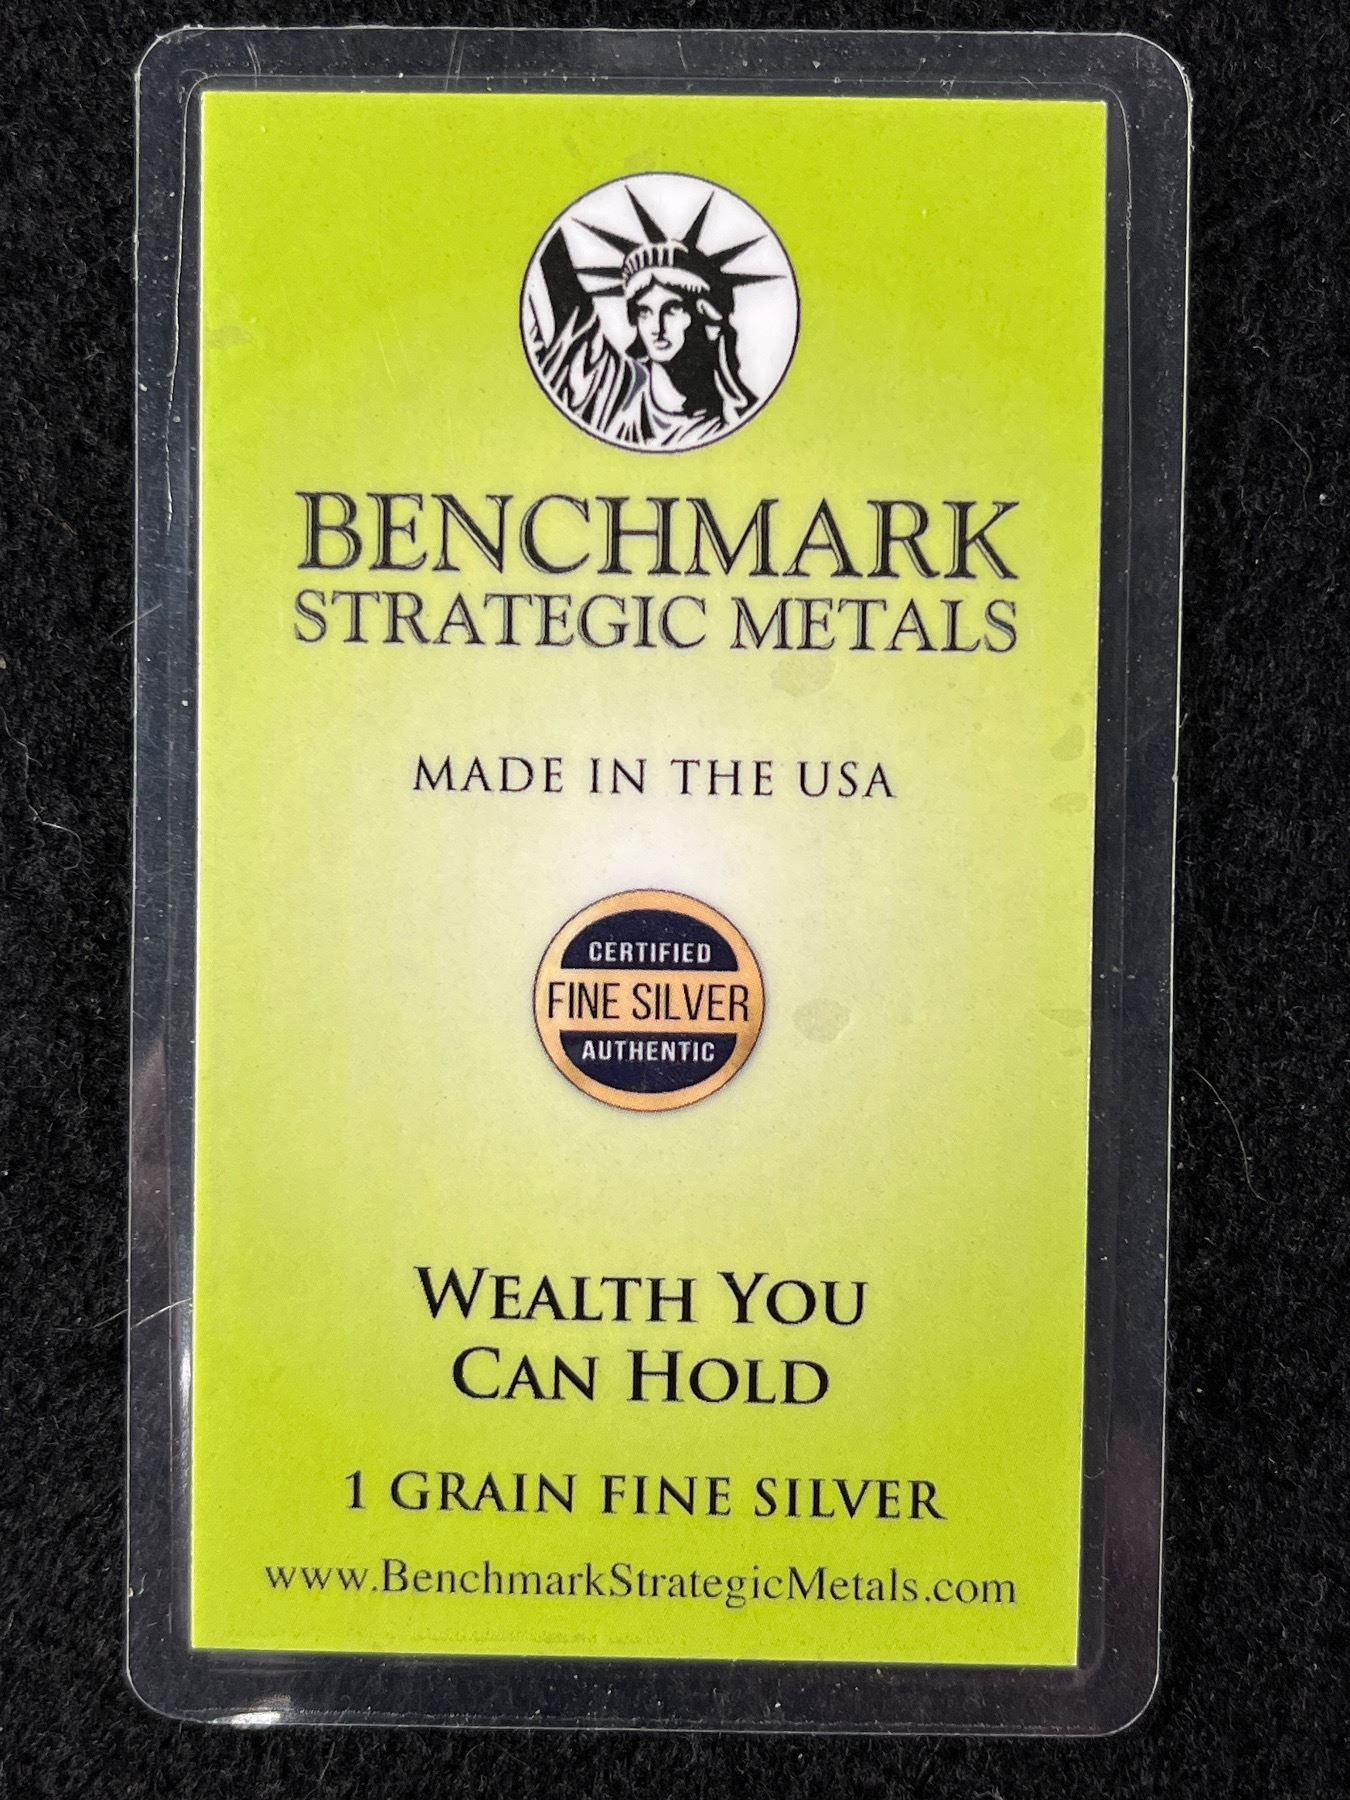 BENCHMARK
STRATEGIC METALS
MADE IN THE USA
CERTIFIED
FINE SILVER
AUTHENTIC
WEALTH YOU
CAN HOLD
1 GRAIN FINE SILVER
www.BenchmarkStrategicMetals.com